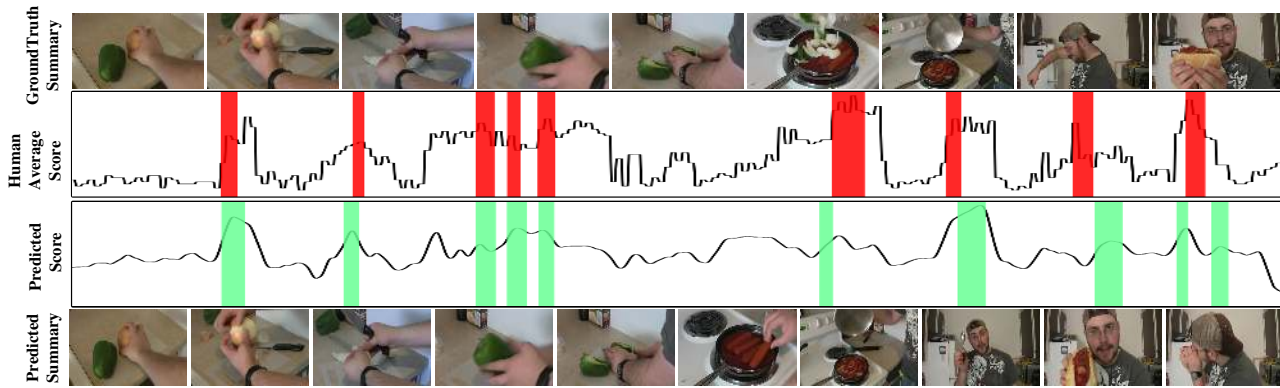 GroundTruth
Summary
Human
Average
Score
Predicted
Score
Predicted
Summary